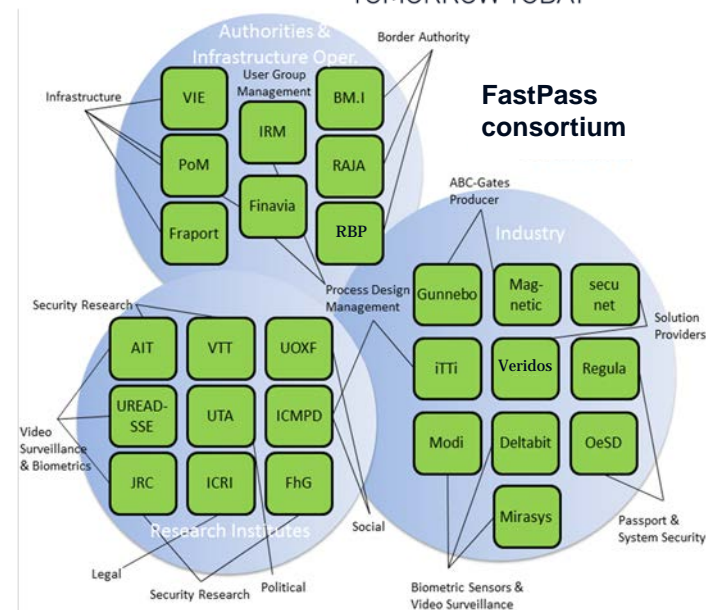 TOMORROW TODAY
Authorities &
Infrastructure Oper.
Border Authority
User Group
Management
Infrastructure
VIE
BM.I
IRM
PoM
RAJA
Finavia
Fraport
RBP
FastPass
consortium
ABC-Gates
Producer
Industry
Gunnebo
Mag-
netic
secu
net
Process Design
Management
Solution
Providers
Security Research
AIT
VTT
UOXF
iTTi
Veridos
Regula
UREAD-
SSE
UTA
ICMPD
Modi
Deltabit
OeSD
Video
Surveillance
& Biometrics
JRC
ICRI
FhG
Mirasys
Research Institutes
Social
Passport &
System Security
Legal
Security Research
Political
Biometric Sensors &
Video Surveillance